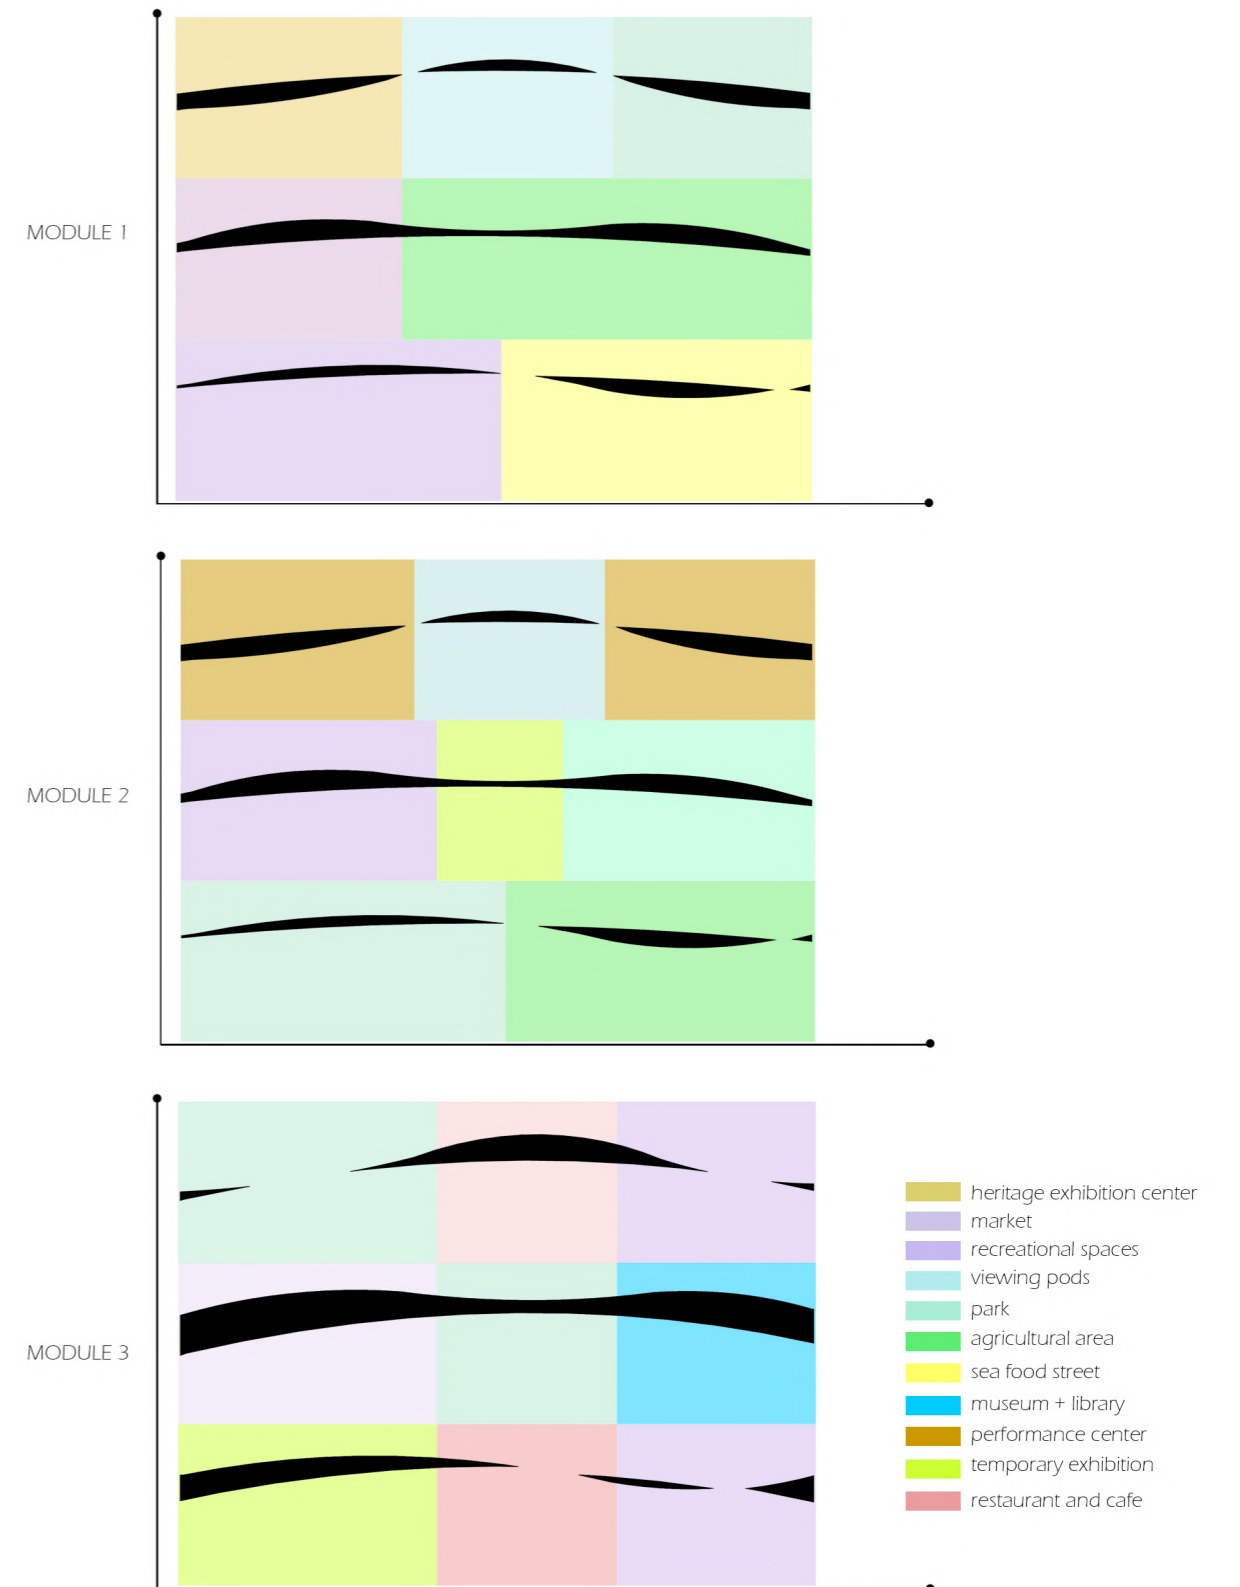 MODULE 1
MODULE 2
MODULE 3
heritage exhibition center
market
recreational spaces
viewing pods
park
agricultural area
sea food street
museum + library
performance center
temporary exhibition
restaurant and cafe